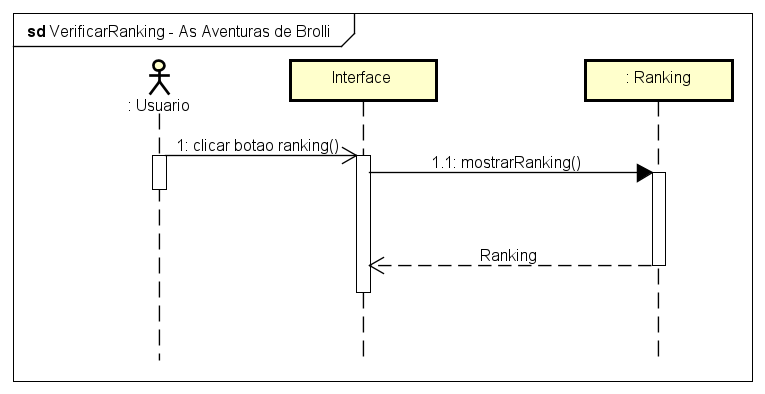 sd VerificarRanking - As Aventuras de Brolli
: Usuario
Interface
: Ranking
1: clicar botao ranking()
1.1: mostrarRanking()
Ranking